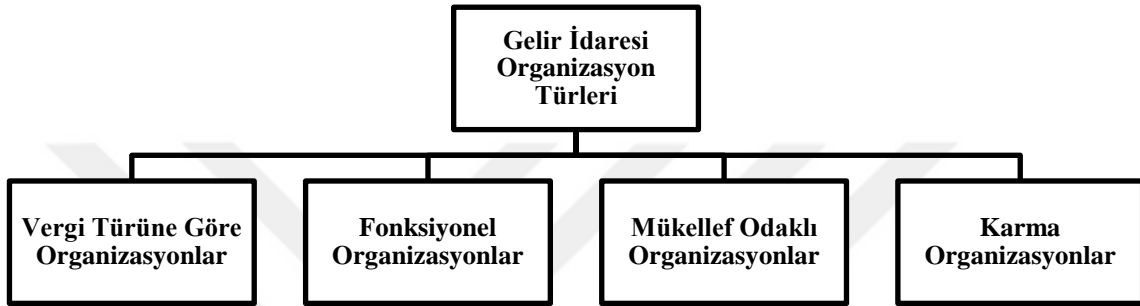 Gelir İdaresi
Organizasyon
Türleri
Vergi Türüne Göre
Organizasyonlar
Fonksiyonel
Organizasyonlar
Mükellef Odaklı
Organizasyonlar
Karma
Organizasyonlar